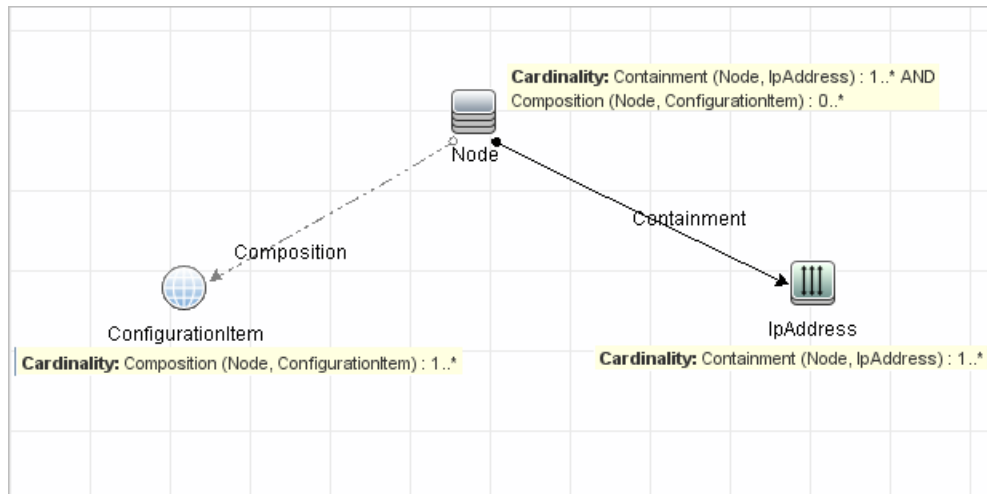 Cardinality: Containment (Node, IpAddress) : 1..* AND
Composition (Node, ConfigurationItem) : 0..*
Node
Containment
Composition
IpAddress
ConfigurationItem
Cardinality: Composition (Node, ConfigurationItem) : 1..*
Cardinality: Containment (Node, IpAddress) : 1..*